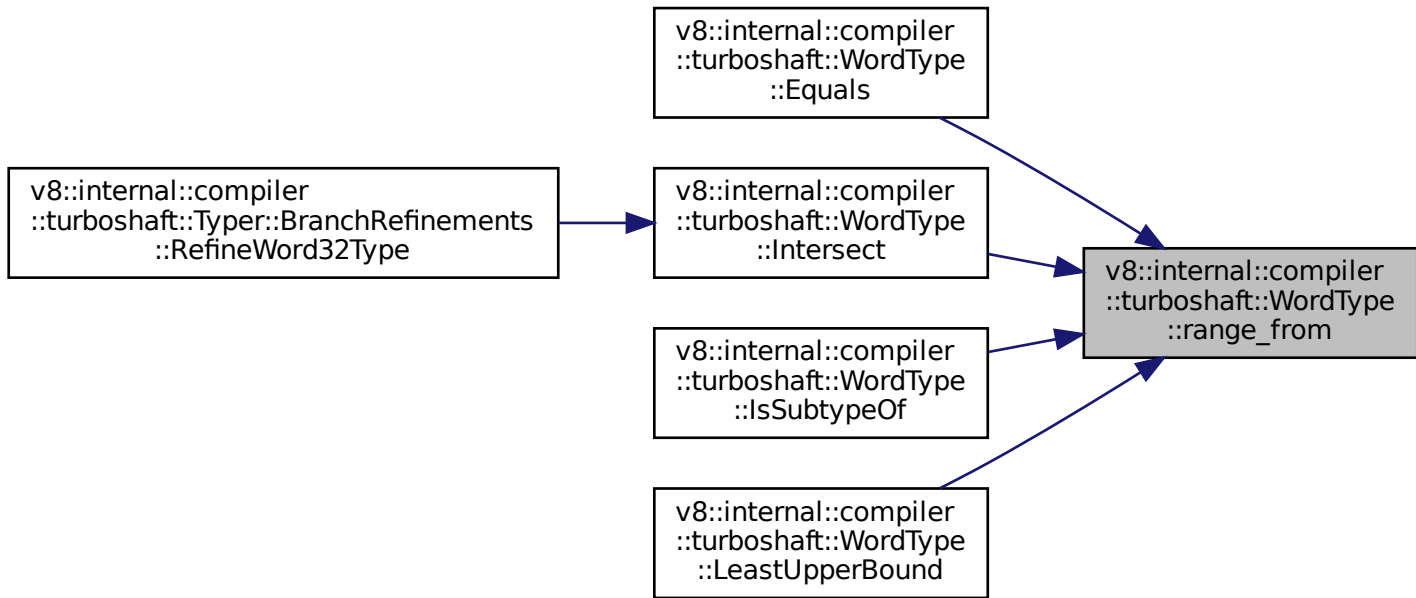 v8::internal::compiler
::turboshaft::WordType
::Equals
v8::internal::compiler
::turboshaft::Typer::BranchRefinements
::RefineWord32Type
v8::internal::compiler
::turboshaft::WordType
::Intersect
v8::internal::compiler
::turboshaft::WordType
::range_from
v8::internal::compiler
::turboshaft::WordType
::IsSubtypeOf
v8::internal::compiler
::turboshaft::WordType
::LeastUpperBound